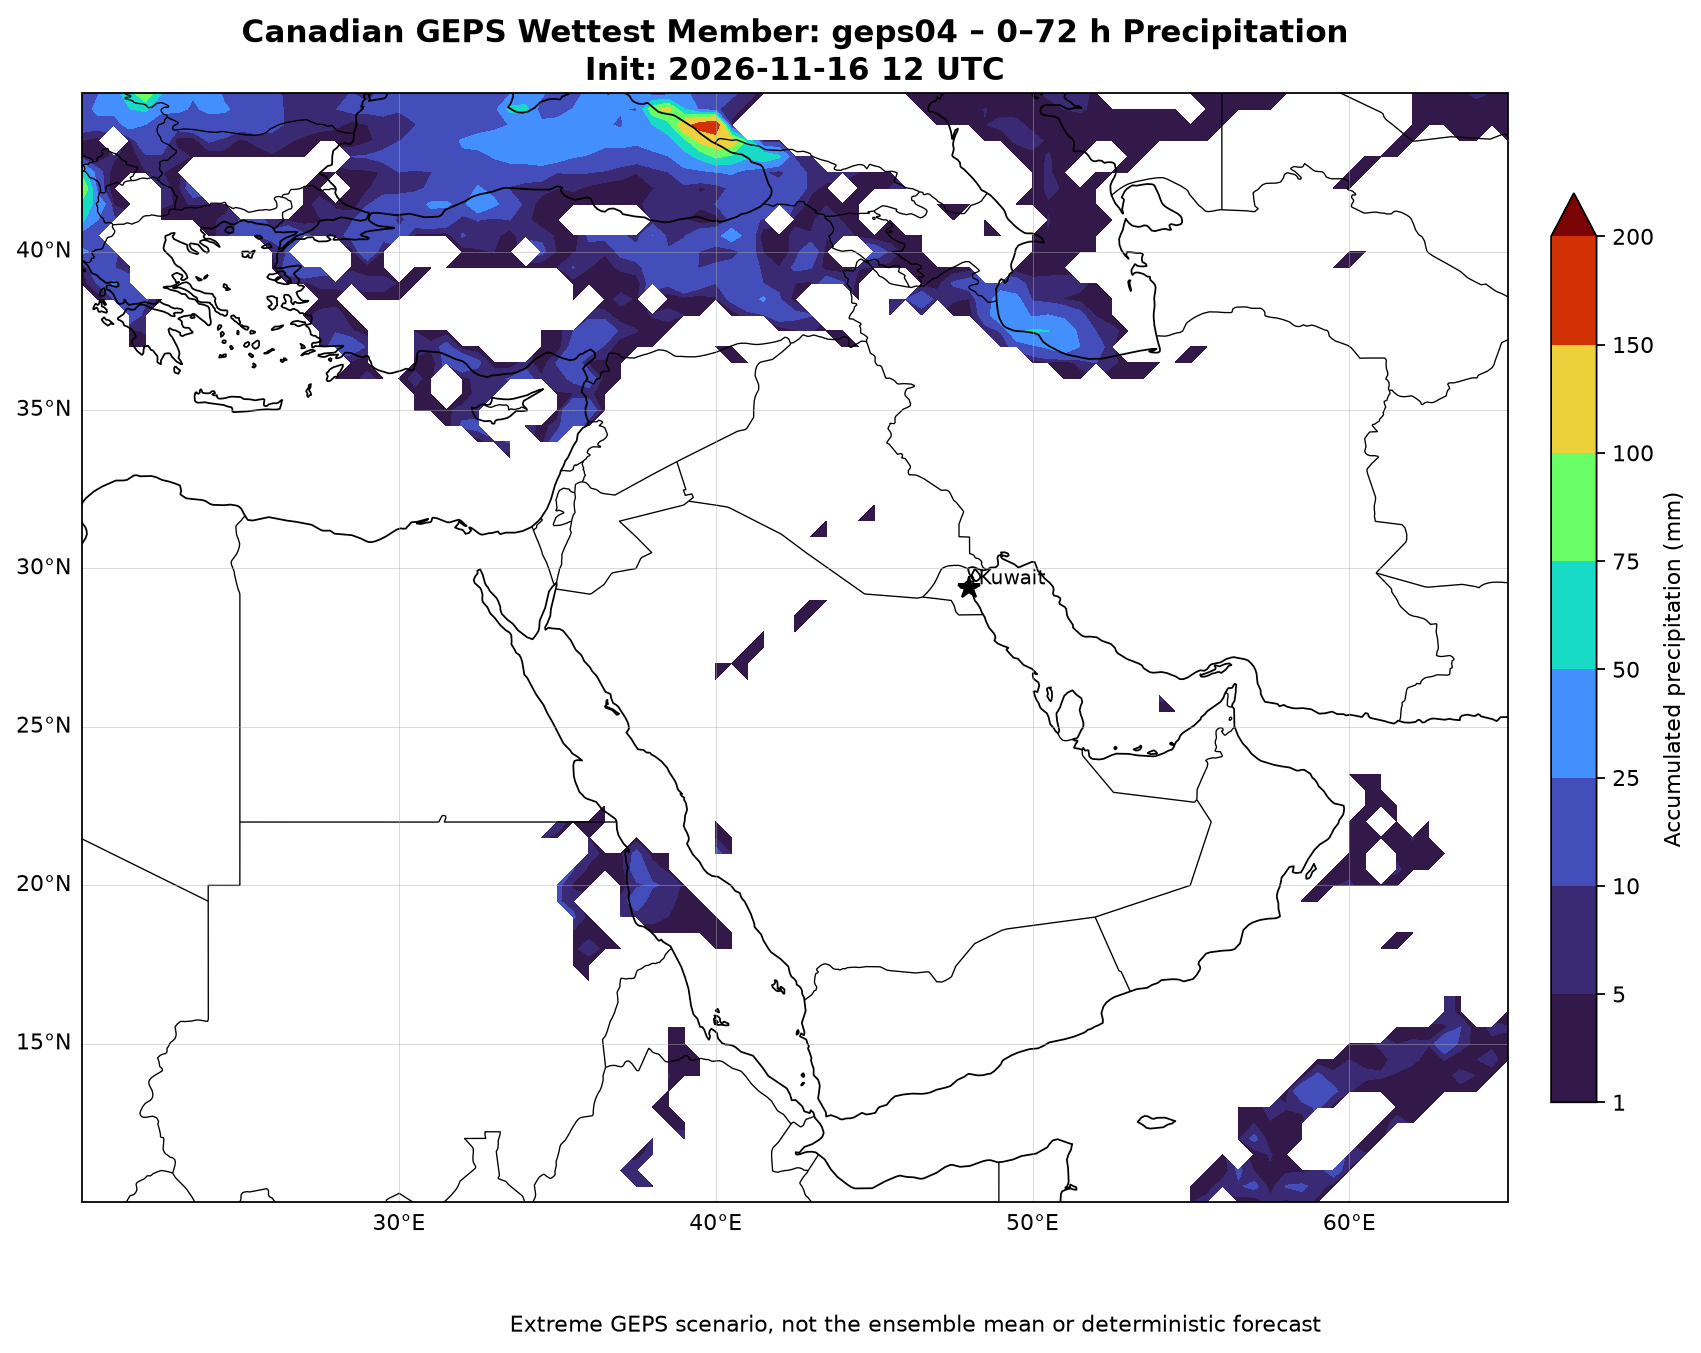 Canadian GEPS Wettest Member: geps04 – 0–72 h Precipitation
Init: 2026-11-16 12 UTC
40°N
35°N
30°N
25°N
20°N
15°N
30°E
40°E
50°E
60°E
Kuwait
200
150
100
75
50
25
10
5
1
Accumulated precipitation (mm)
Extreme GEPS scenario, not the ensemble mean or deterministic forecast